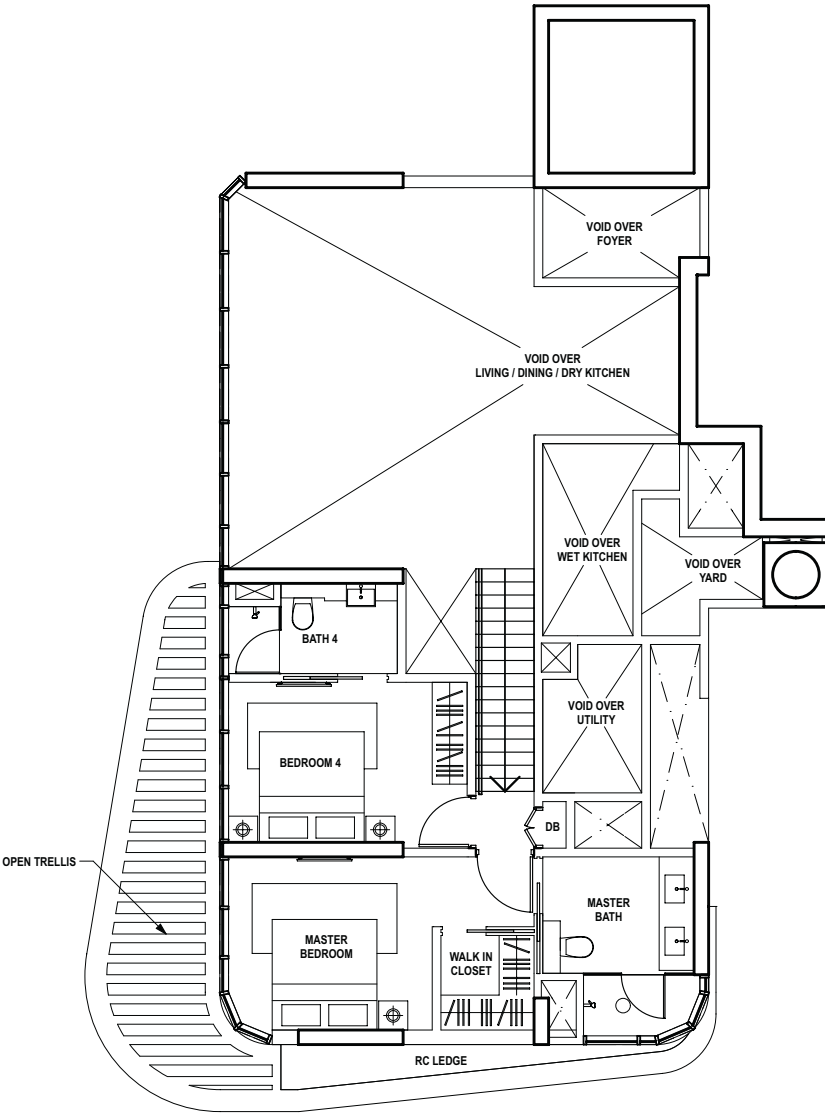 VOID OVER
FOYER
VOID OVER
LIVING / DINING / DRY KITCHEN
VOID OVER
WET KITCHEN
VOID OVER
YARD
BATH 4
VOID OVER
UTILITY
BEDROOM 4
DB
OPEN TRELLIS
MASTER
BATH
MASTER
BEDROOM
WALK IN
CLOSET
RC LEDGE